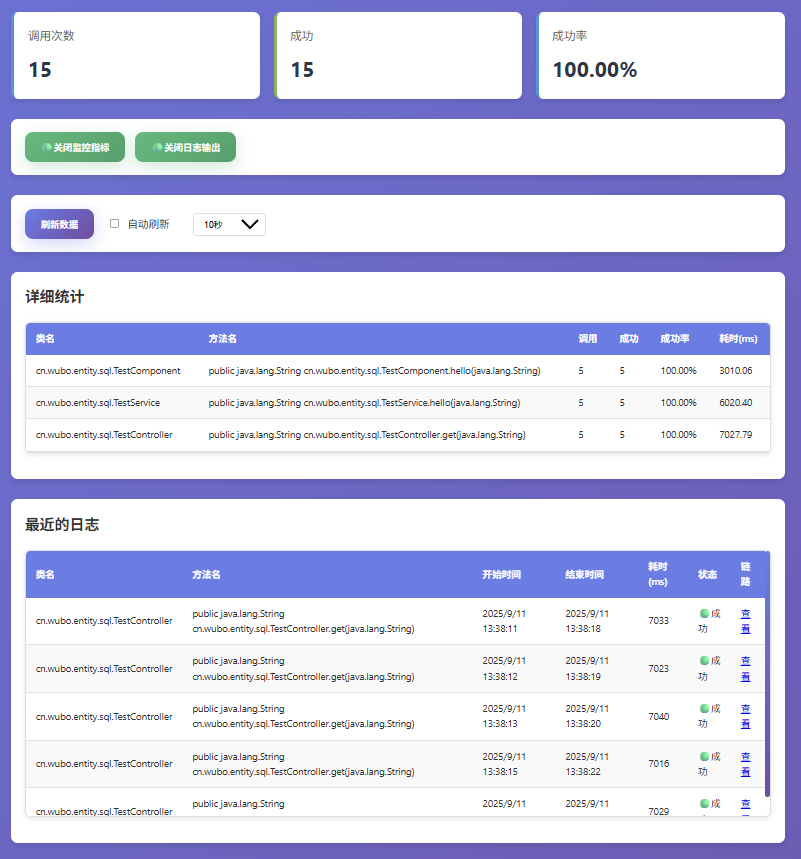 调用次数
15
成功
15
成功率
100.00%
关闭监控指标
关闭日志输出
刷新数据
自动刷新
10秒
详细统计
类名 方法名 调用 成功 成功率 耗时(ms)
cn.wubo.entity.sql.TestComponent public java.lang.String cn.wubo.entity.sql.TestComponent.hello(java.lang.String) 5 5 100.00% 3010.06
cn.wubo.entity.sql.TestService public java.lang.String cn.wubo.entity.sql.TestService.hello(java.lang.String) 5 5 100.00% 6020.40
cn.wubo.entity.sql.TestController public java.lang.String cn.wubo.entity.sql.TestController.get(java.lang.String) 5 5 100.00% 7027.79
最近的日志
类名 方法名 开始时间 结束时间 耗时 (ms) 状态 链路
cn.wubo.entity.sql.TestController public java.lang.String cn.wubo.entity.sql.TestController.get(java.lang.String) 2025/9/11 13:38:11 2025/9/11 13:38:18 7033 成功 查看
cn.wubo.entity.sql.TestController public java.lang.String cn.wubo.entity.sql.TestController.get(java.lang.String) 2025/9/11 13:38:12 2025/9/11 13:38:19 7023 成功 查看
cn.wubo.entity.sql.TestController public java.lang.String cn.wubo.entity.sql.TestController.get(java.lang.String) 2025/9/11 13:38:13 2025/9/11 13:38:20 7040 成功 查看
cn.wubo.entity.sql.TestController public java.lang.String cn.wubo.entity.sql.TestController.get(java.lang.String) 2025/9/11 13:38:15 2025/9/11 13:38:22 7016 成功 查看
cn.wubo.entity.sql.TestController public java.lang.String 2025/9/11 2025/9/11 7029 成 查